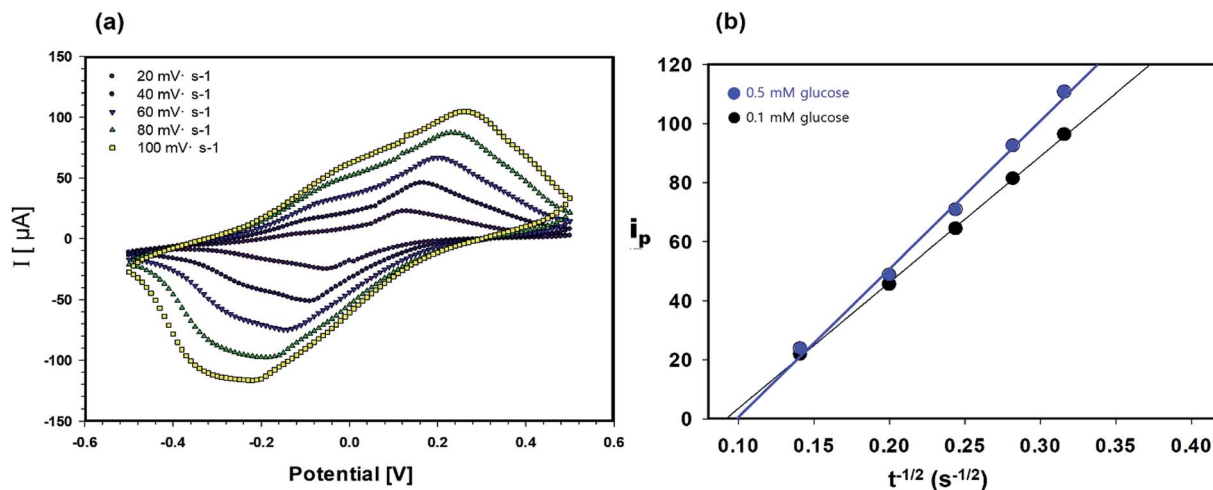 (a)
150
100
50
0
-50
-100
-150
I [ µA]
20 mV· s-1
40 mV· s-1
60 mV· s-1
80 mV· s-1
100 mV· s-1
-0.6
-0.4
-0.2
0.0
0.2
0.4
0.6
Potential [V]
(b)
120
100
80
60
40
20
0
ip
0.5 mM glucose
0.1 mM glucose
0.10
0.15
0.20
0.25
0.30
0.35
0.40
t-1/2 (s-1/2)